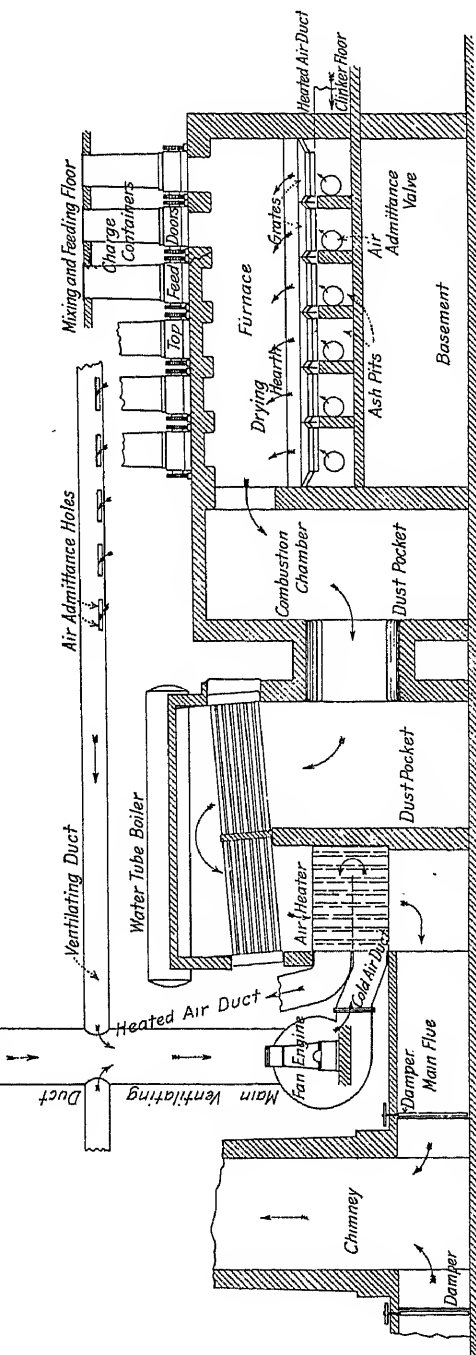 Mixing and Feeding Floor
Charge
Containers
Top Feed Doors
Air Admittance Holes
Ventilating Duct
Water Tube Boiler
Heated Air Duct
Main Ventilating Duct
Fan Engine
Cold Air Duct
Air Heater
Furnace
Drying
Hearth
Grates
Heated Air Duct
Clinker Floor
Air
Admittance
Valve
Ash Pits
Basement
Combustion
Chamber
Dust Pocket
Dust Pocket
Damper
Main Flue
Chimney
Damper